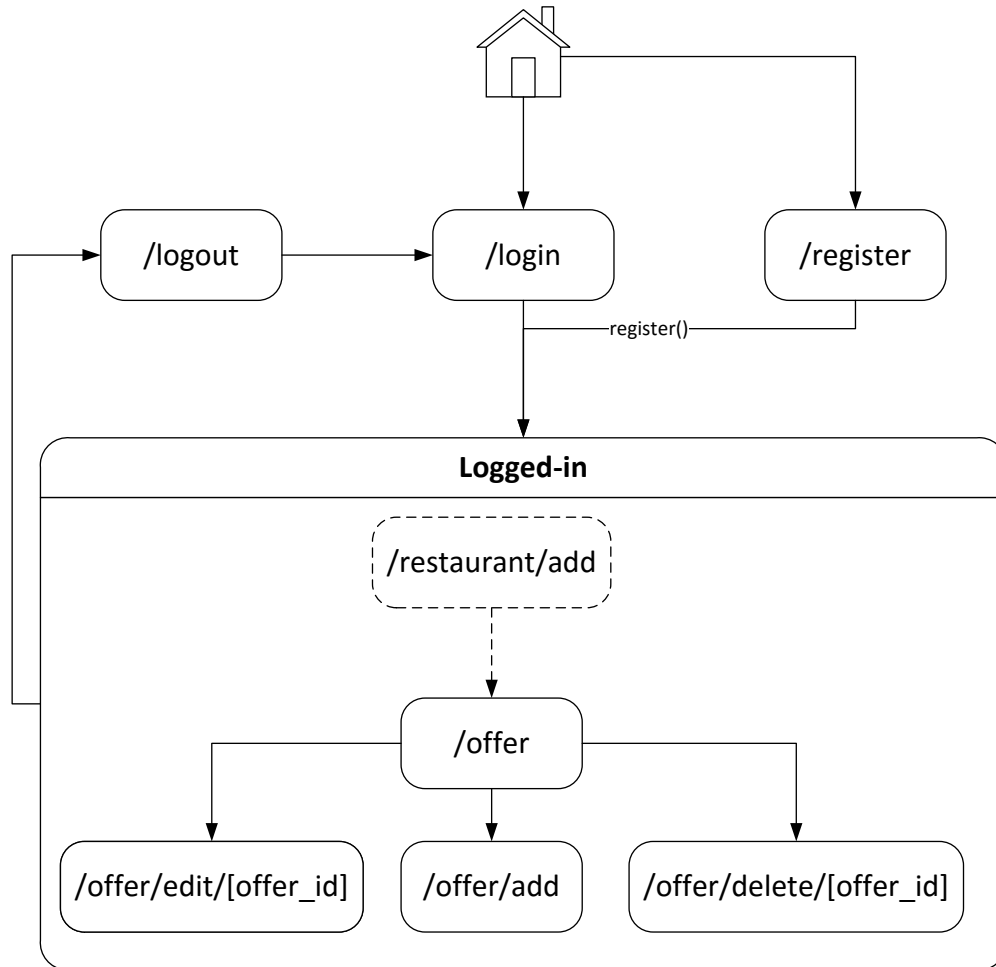 /logout
/login
/register
register()
Logged-in
/restaurant/add
/offer
/offer/edit/[offer_id]
/offer/add
/offer/delete/[offer_id]